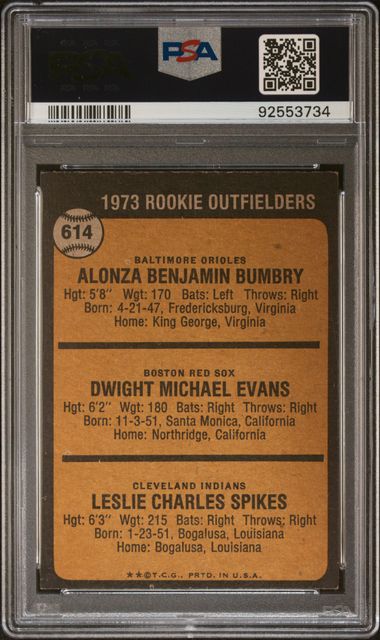 PSA
PSA
92553734
1973 ROOKIE OUTFIELDERS
614
BALTIMORE ORIOLES
ALONZA BENJAMIN BUMBRY
Hgt: 5'8" Wgt: 170 Bats: Left Throws: Right
Born: 4-21-47, Fredericksburg, Virginia
Home: King George, Virginia
BOSTON RED SOX
DWIGHT MICHAEL EVANS
Hgt: 6'2" Wgt: 180 Bats: Right Throws: Right
Born: 11-3-51, Santa Monica, California
Home: Northridge, California
CLEVELAND INDIANS
LESLIE CHARLES SPIKES
Hgt: 6'3" Wgt: 215 Bats: Right Throws: Right
Born: 1-23-51, Bogalusa, Louisiana
Home: Bogalusa, Louisiana
★★©T.C.G., PRTD. IN U.S.A.
PSA